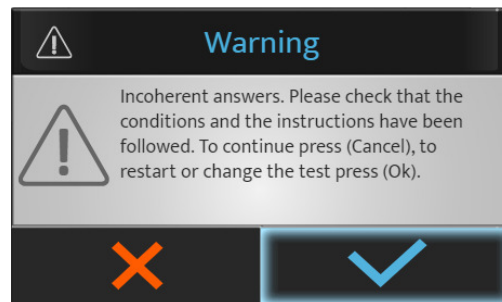 Warning
Incoherent answers. Please check that the
conditions and the instructions have been
followed. To continue press (Cancel), to
restart or change the test press (Ok).